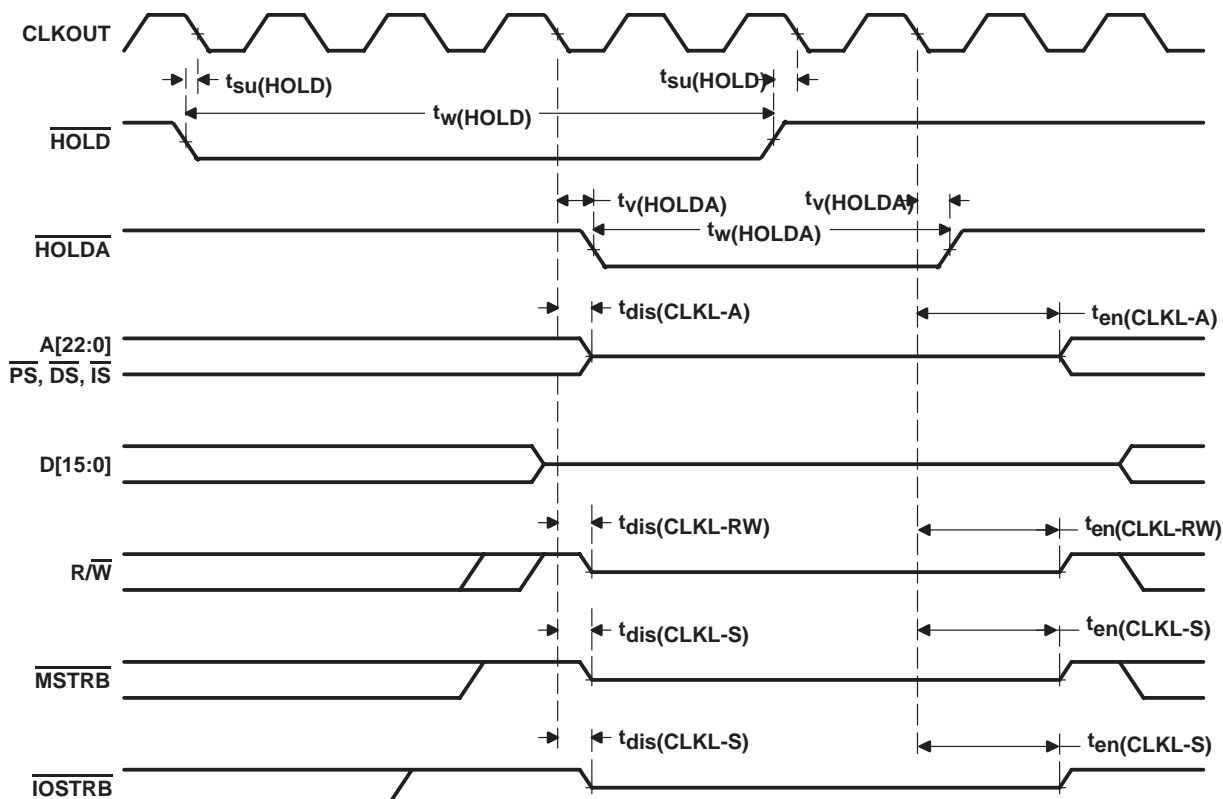 CLKOUT
tsu(HOLD)
tsu(HOLD)
tw(HOLD)
HOLD
tv(HOLDA)
tv(HOLDA)
tw(HOLDA)
HOLDA
tdis(CLKL-A)
ten(CLKL-A)
A[22:0]
PS, DS, IS
D[15:0]
tdis(CLKL-RW)
ten(CLKL-RW)
R/W
tdis(CLKL-S)
ten(CLKL-S)
MSTRB
tdis(CLKL-S)
ten(CLKL-S)
IOSTRB